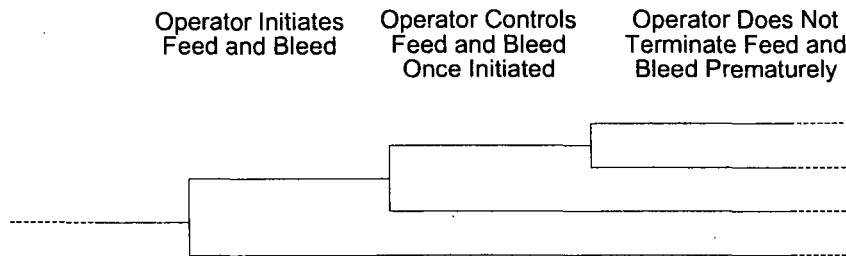 Operator Initiates
Feed and Bleed
Operator Controls
Feed and Bleed
Once Initiated
Operator Does Not
Terminate Feed and
Bleed Prematurely